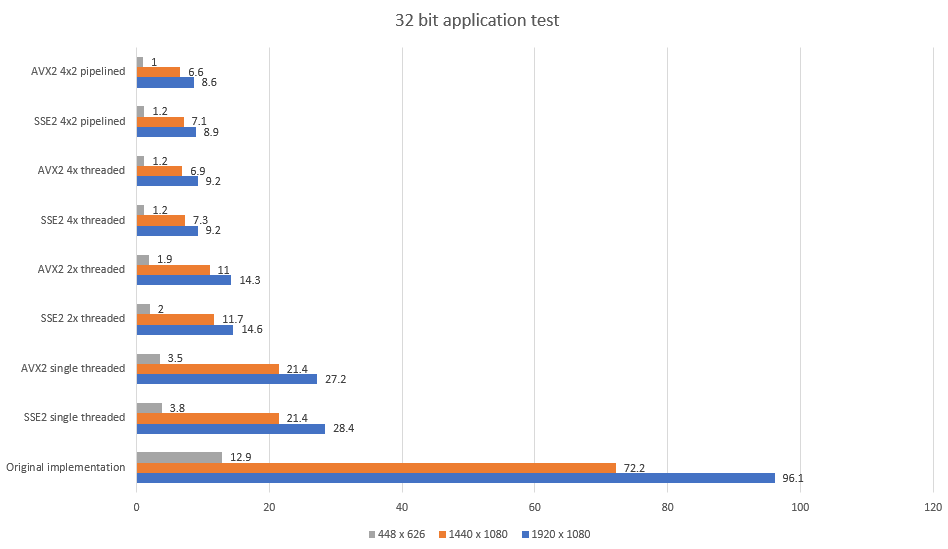 32 bit application test
AVX2 4x2 pipelined
1
6.6
8.6
SSE2 4x2 pipelined
1.2
7.1
8.9
AVX2 4x threaded
1.2
6.9
9.2
SSE2 4x threaded
1.2
7.3
9.2
AVX2 2x threaded
1.9
11
14.3
SSE2 2x threaded
2
11.7
14.6
AVX2 single threaded
3.5
21.4
27.2
SSE2 single threaded
3.8
21.4
28.4
Original implementation
12.9
72.2
96.1
0 20 40 60 80 100 120
448 x 626 1440 x 1080 1920 x 1080